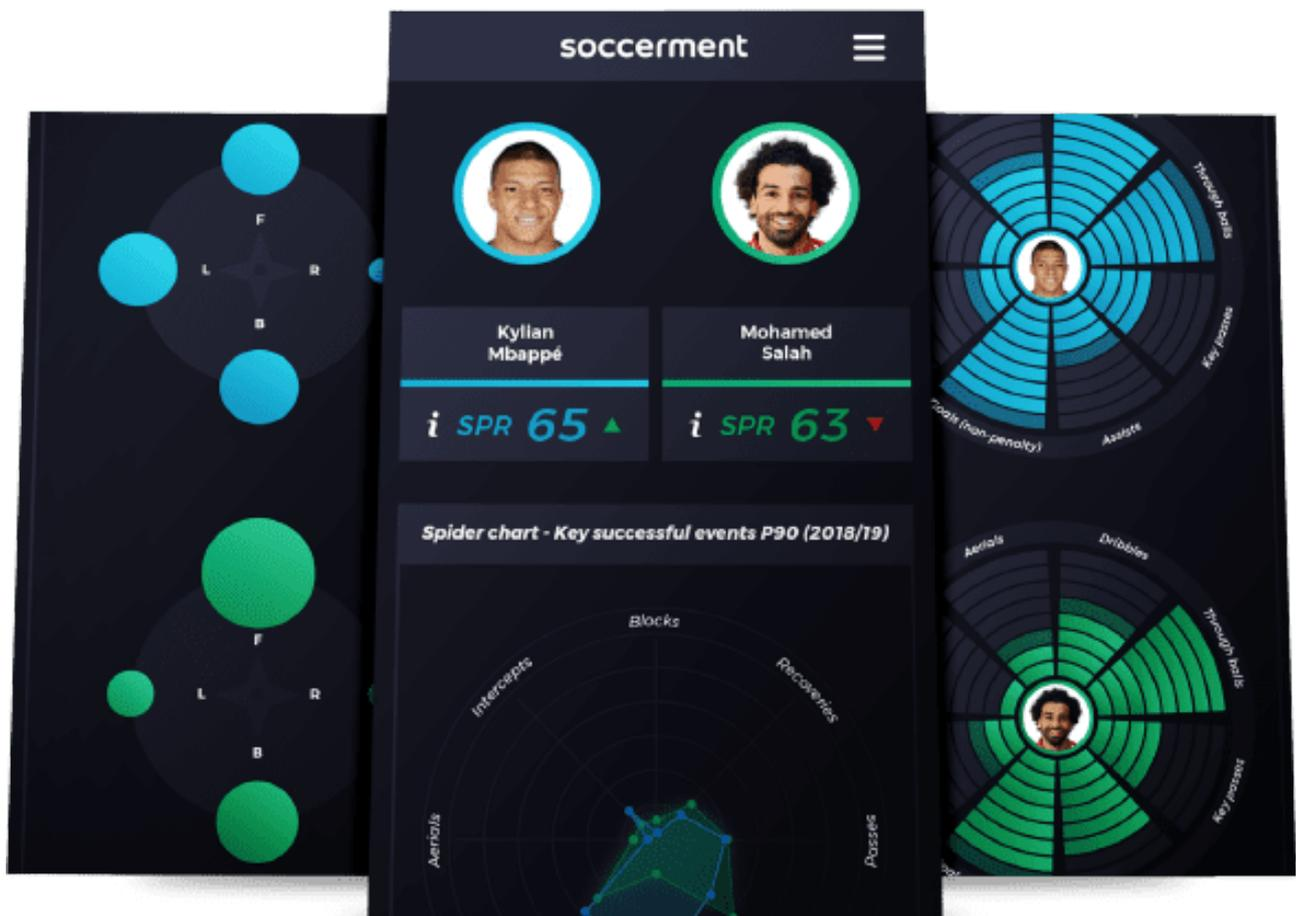 soccerment
F
L R
B
F
L R
B
Kylian
Mbappé
Mohamed
Salah
i SPR 65
i SPR 63
Spider chart - Key successful events P90 (2018/19)
Blocks
Intercepts
Recoveries
Aerials
Passes
Through balls
Key passes
Assists
Goals (non-penalty)
Aerials
Dribbles
Through balls
Key passes